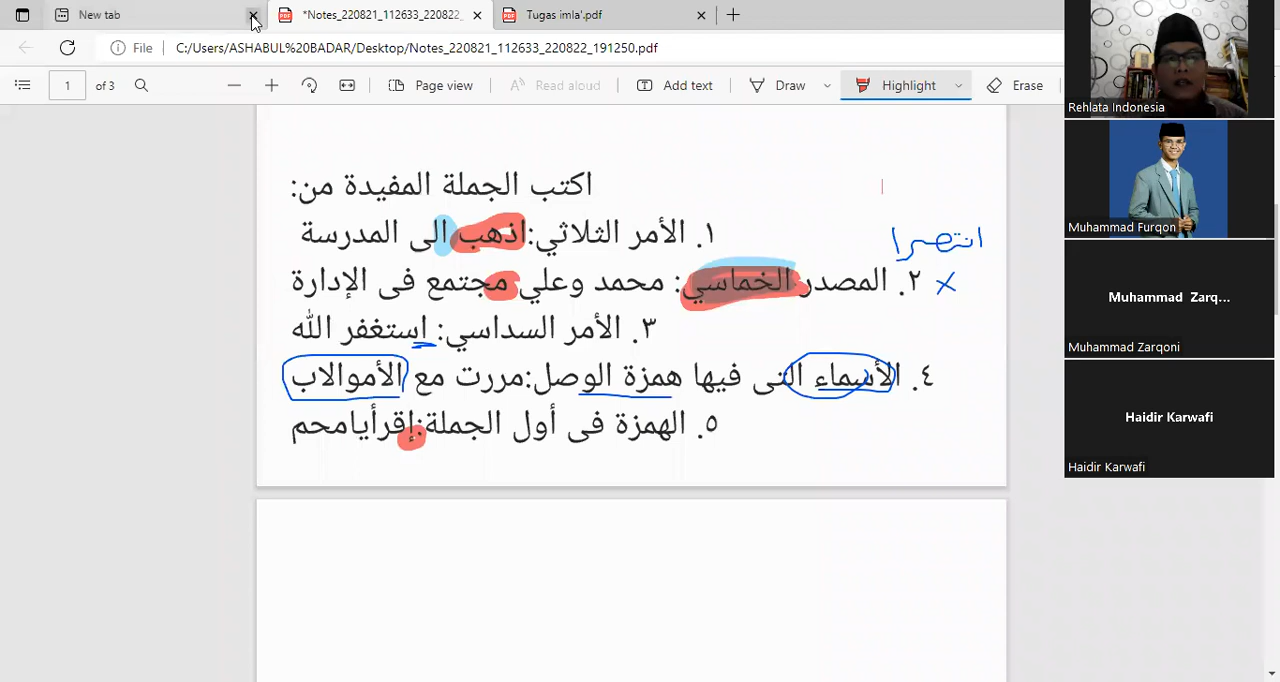 New tab
*Notes_220821_112633_220822_
Tugas imla'.pdf
File
C:/Users/ASHABUL%20BADAR/Desktop/Notes_220821_112633_220822_191250.pdf
1 of 3
Page view
Read aloud
Add text
Draw
Highlight
Erase
اكتب الجملة المفيدة من:
١. الأمر الثلاثي:اذهب الى المدرسة
٢. المصدر الخماسي: محمد وعلي مجتمع فى الإدارة
٣. الأمر السداسي: استغفر الله
٤. الأسماء التى فيها همزة الوصل:مررت مع الأموالاب
٥. الهمزة فى أول الجملة:إقرأيامحم
Rehlata Indonesia
Muhammad Furqon
Muhammad Zarq...
Muhammad Zarqoni
Haidir Karwafi
Haidir Karwafi